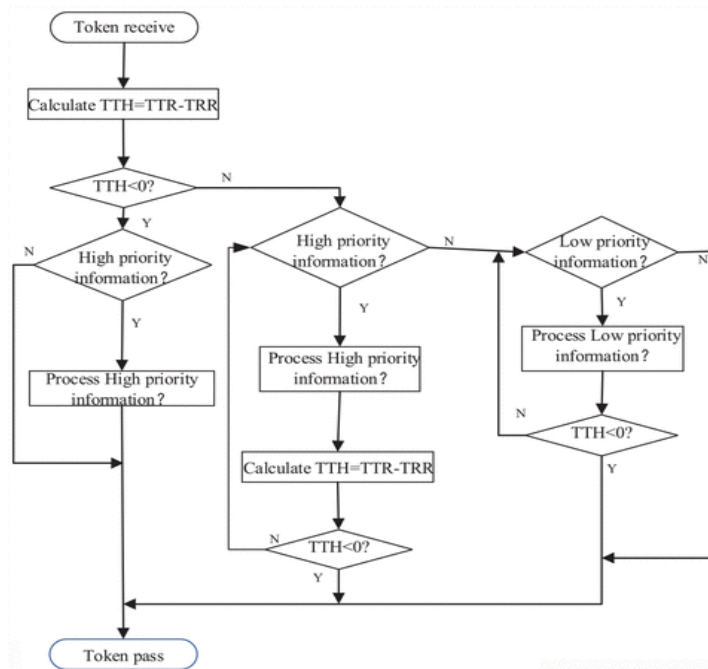 Token receive
Calculate TTH=TTR-TRR
TTH<0?
N
Y
N
High priority
information?
Y
Process High priority
information?
High priority
information?
N
Y
Process High priority
information?
Calculate TTH=TTR-TRR
N
TTH<0?
Y
Low priority
information?
N
Y
Process Low priority
information?
N
TTH<0?
Y
Token pass